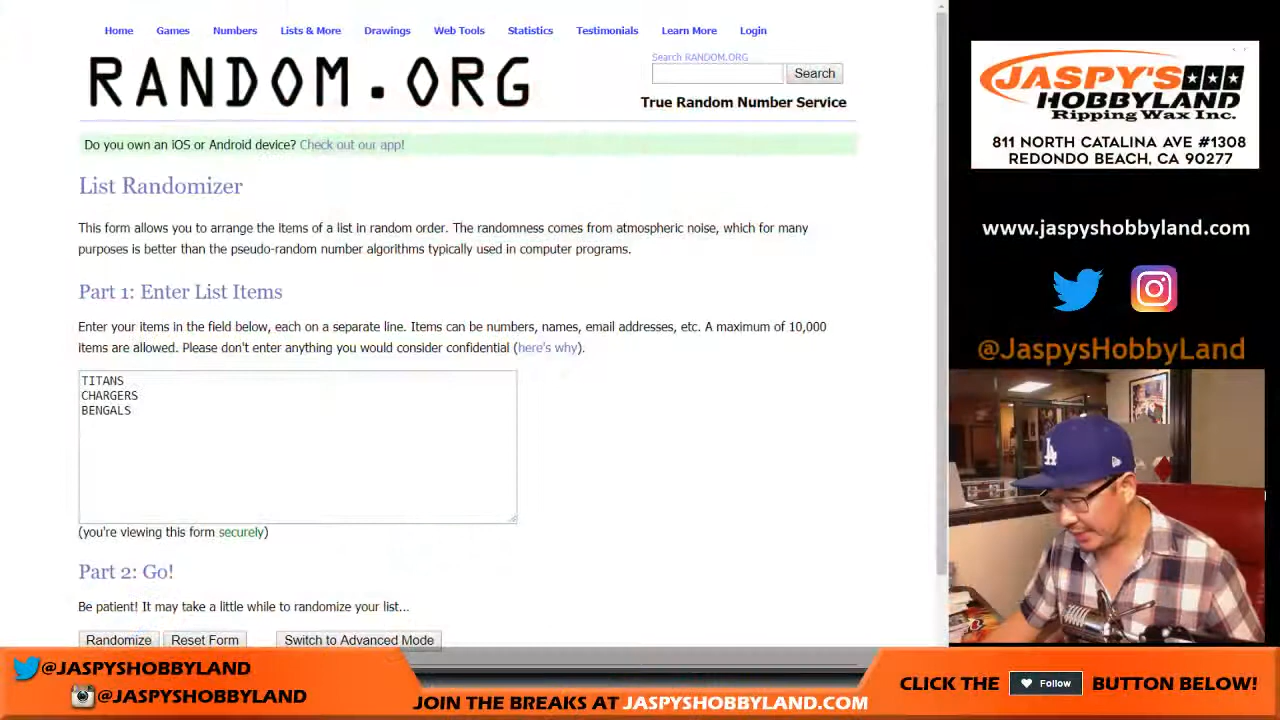 Home Games Numbers Lists & More Drawings Web Tools Statistics Testimonials Learn More Login
RANDOM.ORG
Search RANDOM.ORG
Search
True Random Number Service
Do you own an iOS or Android device? Check out our app!
List Randomizer
This form allows you to arrange the items of a list in random order. The randomness comes from atmospheric noise, which for many
purposes is better than the pseudo-random number algorithms typically used in computer programs.
Part 1: Enter List Items
Enter your items in the field below, each on a separate line. Items can be numbers, names, email addresses, etc. A maximum of 10,000
items are allowed. Please don't enter anything you would consider confidential (here's why).
TITANS
CHARGERS
BENGALS
(you're viewing this form securely)
Part 2: Go!
Be patient! It may take a little while to randomize your list...
Randomize Reset Form Switch to Advanced Mode
JASPY'S
HOBBYLAND
Ripping Wax Inc.
811 NORTH CATALINA AVE #1308
REDONDO BEACH, CA 90277
www.jaspyshobbyland.com
@JaspysHobbyLand
LA
@JASPYSHOBBYLAND
@JASPYSHOBBYLAND
JOIN THE BREAKS AT JASPYSHOBBYLAND.COM
CLICK THE Follow BUTTON BELOW!